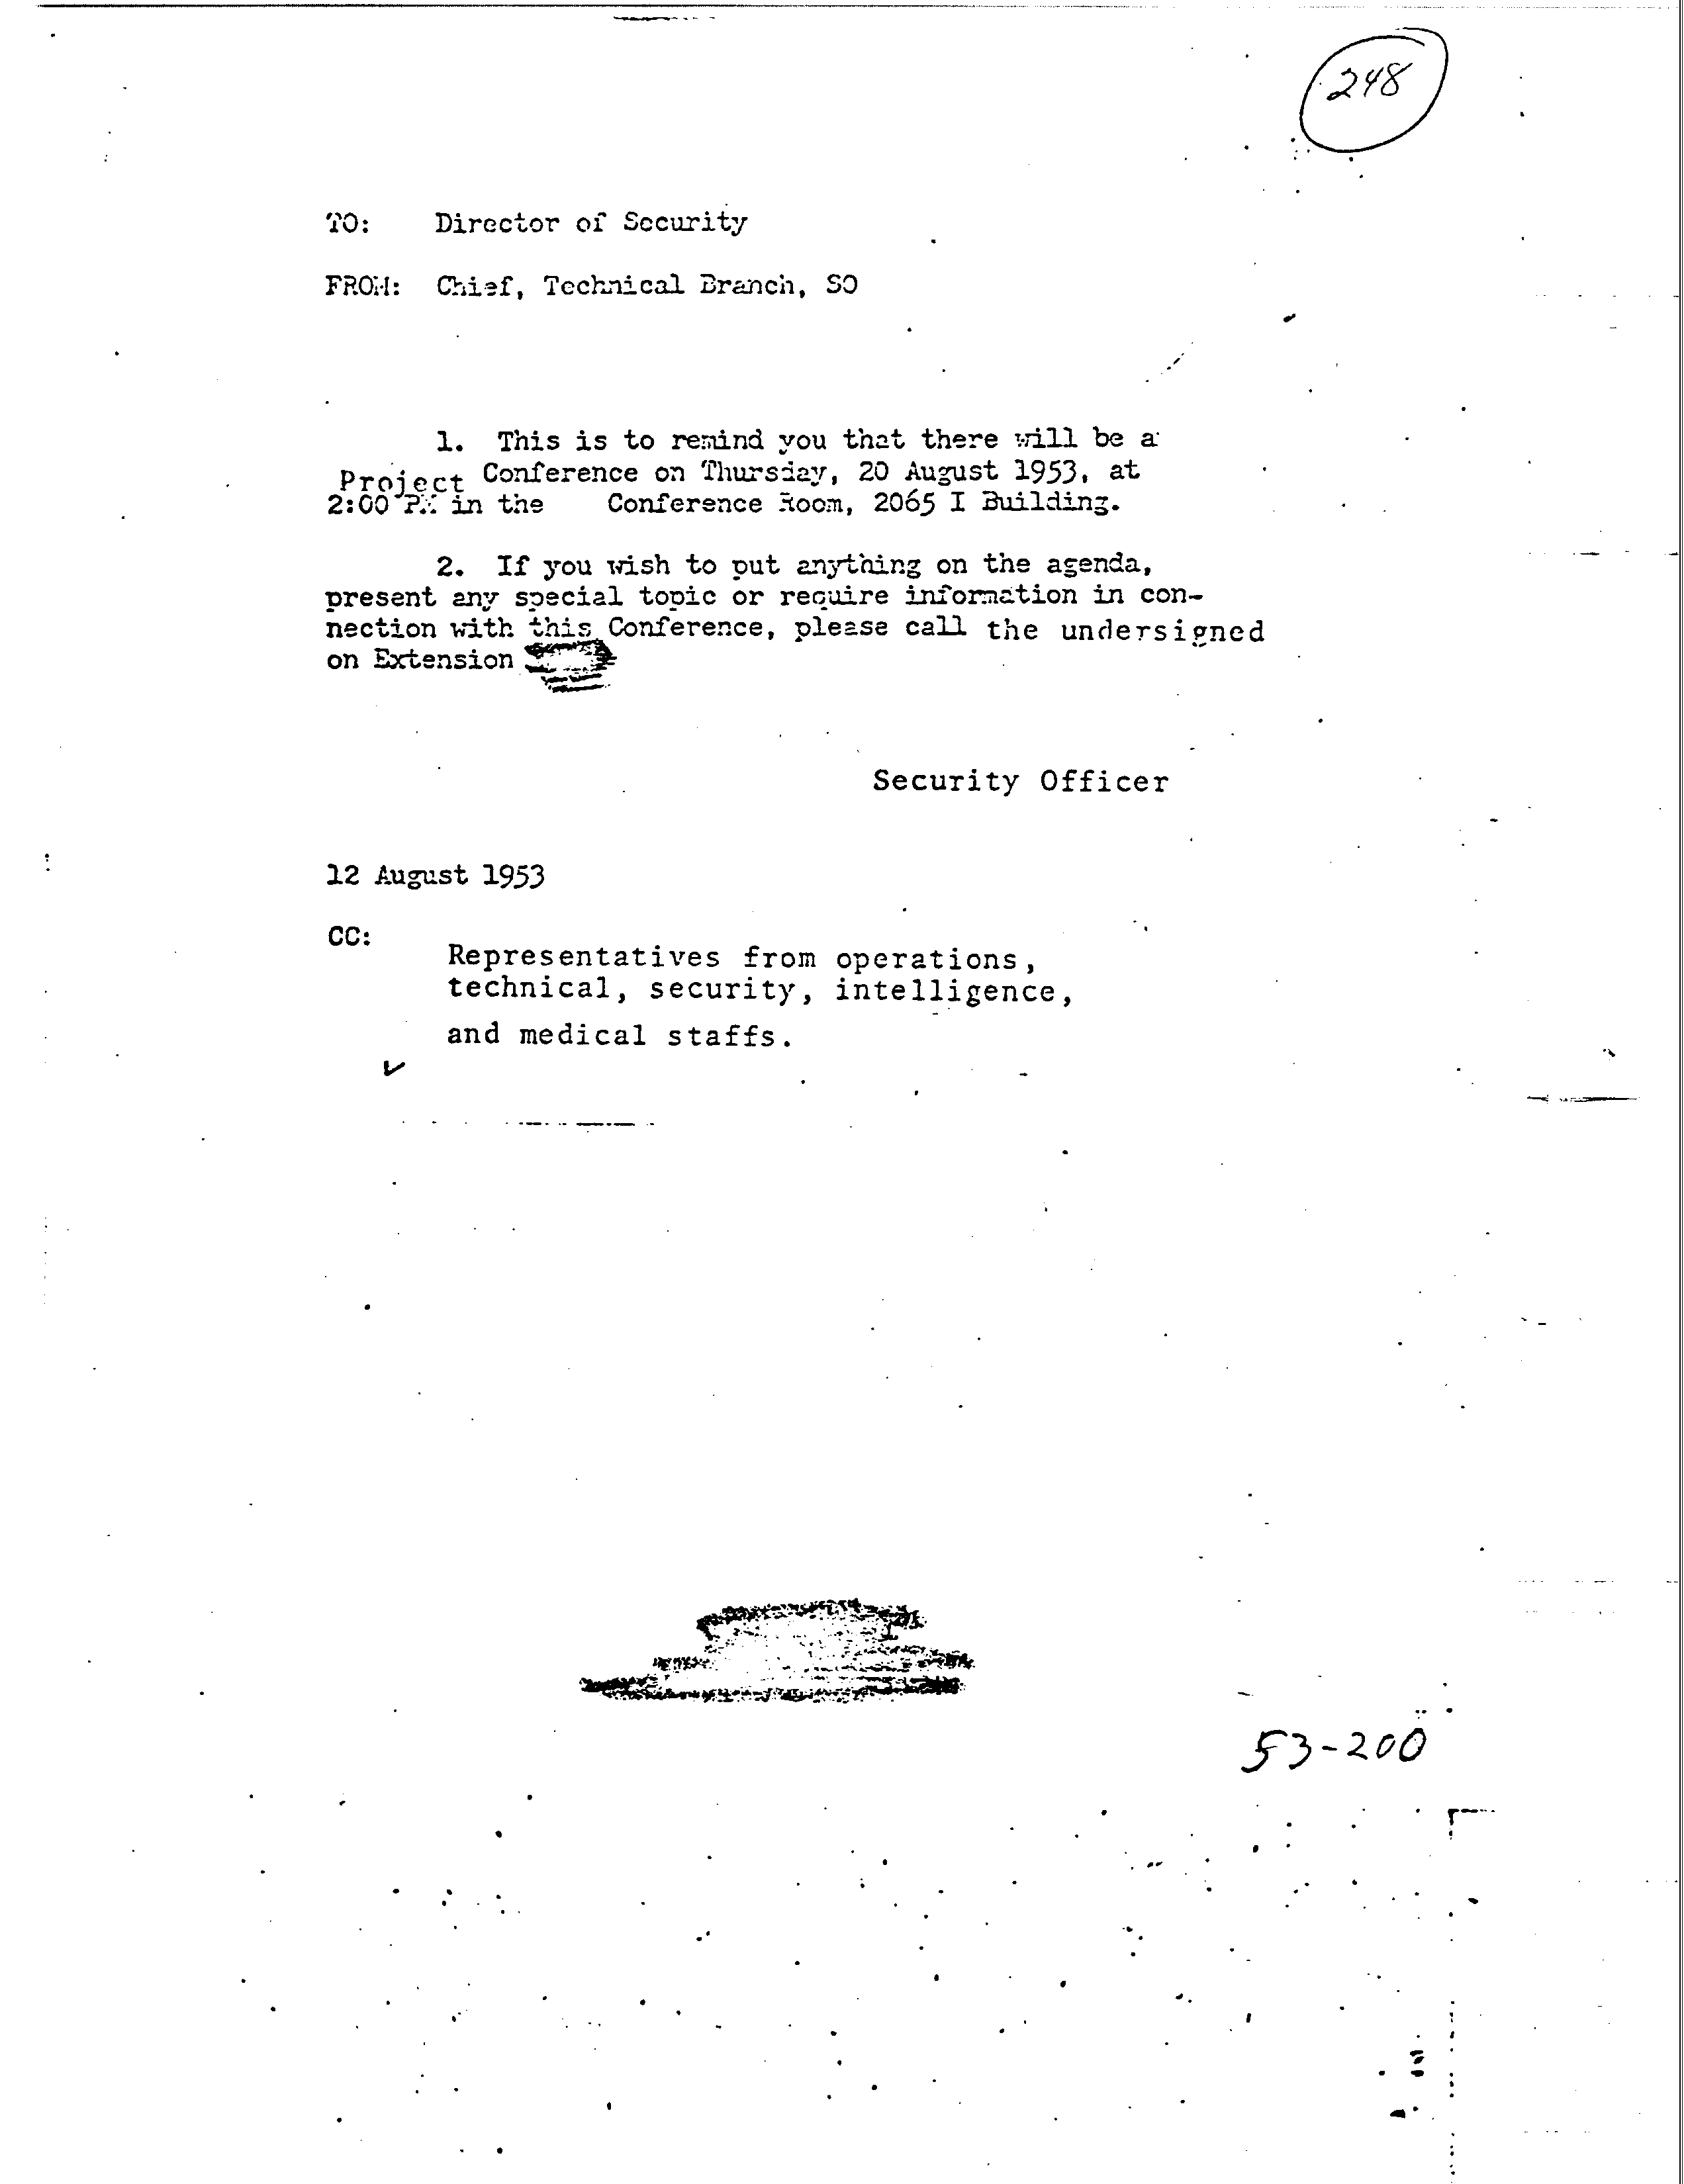 248
TO: Director of Security
FROM: Chief, Technical Branch, SO
1. This is to remind you that there will be a
Project Conference on Thursday, 20 August 1953, at
2:00 PM in the Conference Room, 2065 I Building.
2. If you wish to put anything on the agenda,
present any special topic or require information in con-
nection with this Conference, please call the undersigned
on Extension
Security Officer
12 August 1953
CC:
Representatives from operations,
technical, security, intelligence,
and medical staffs.
53-200